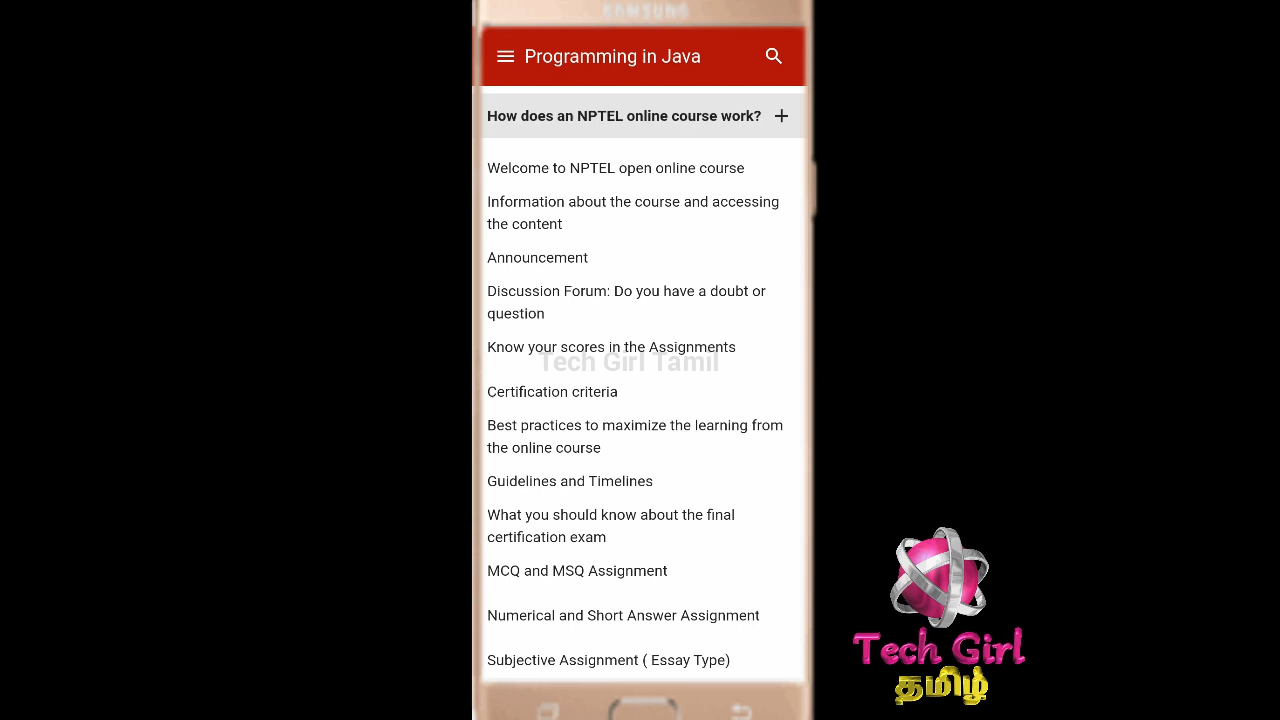 SAMSUNG
Programming in Java
How does an NPTEL online course work? +
Welcome to NPTEL open online course
Information about the course and accessing
the content
Announcement
Discussion Forum: Do you have a doubt or
question
Know your scores in the Assignments
Tech Girl Tamil
Certification criteria
Best practices to maximize the learning from
the online course
Guidelines and Timelines
What you should know about the final
certification exam
MCQ and MSQ Assignment
Numerical and Short Answer Assignment
Subjective Assignment ( Essay Type)
Tech Girl
தமிழ்